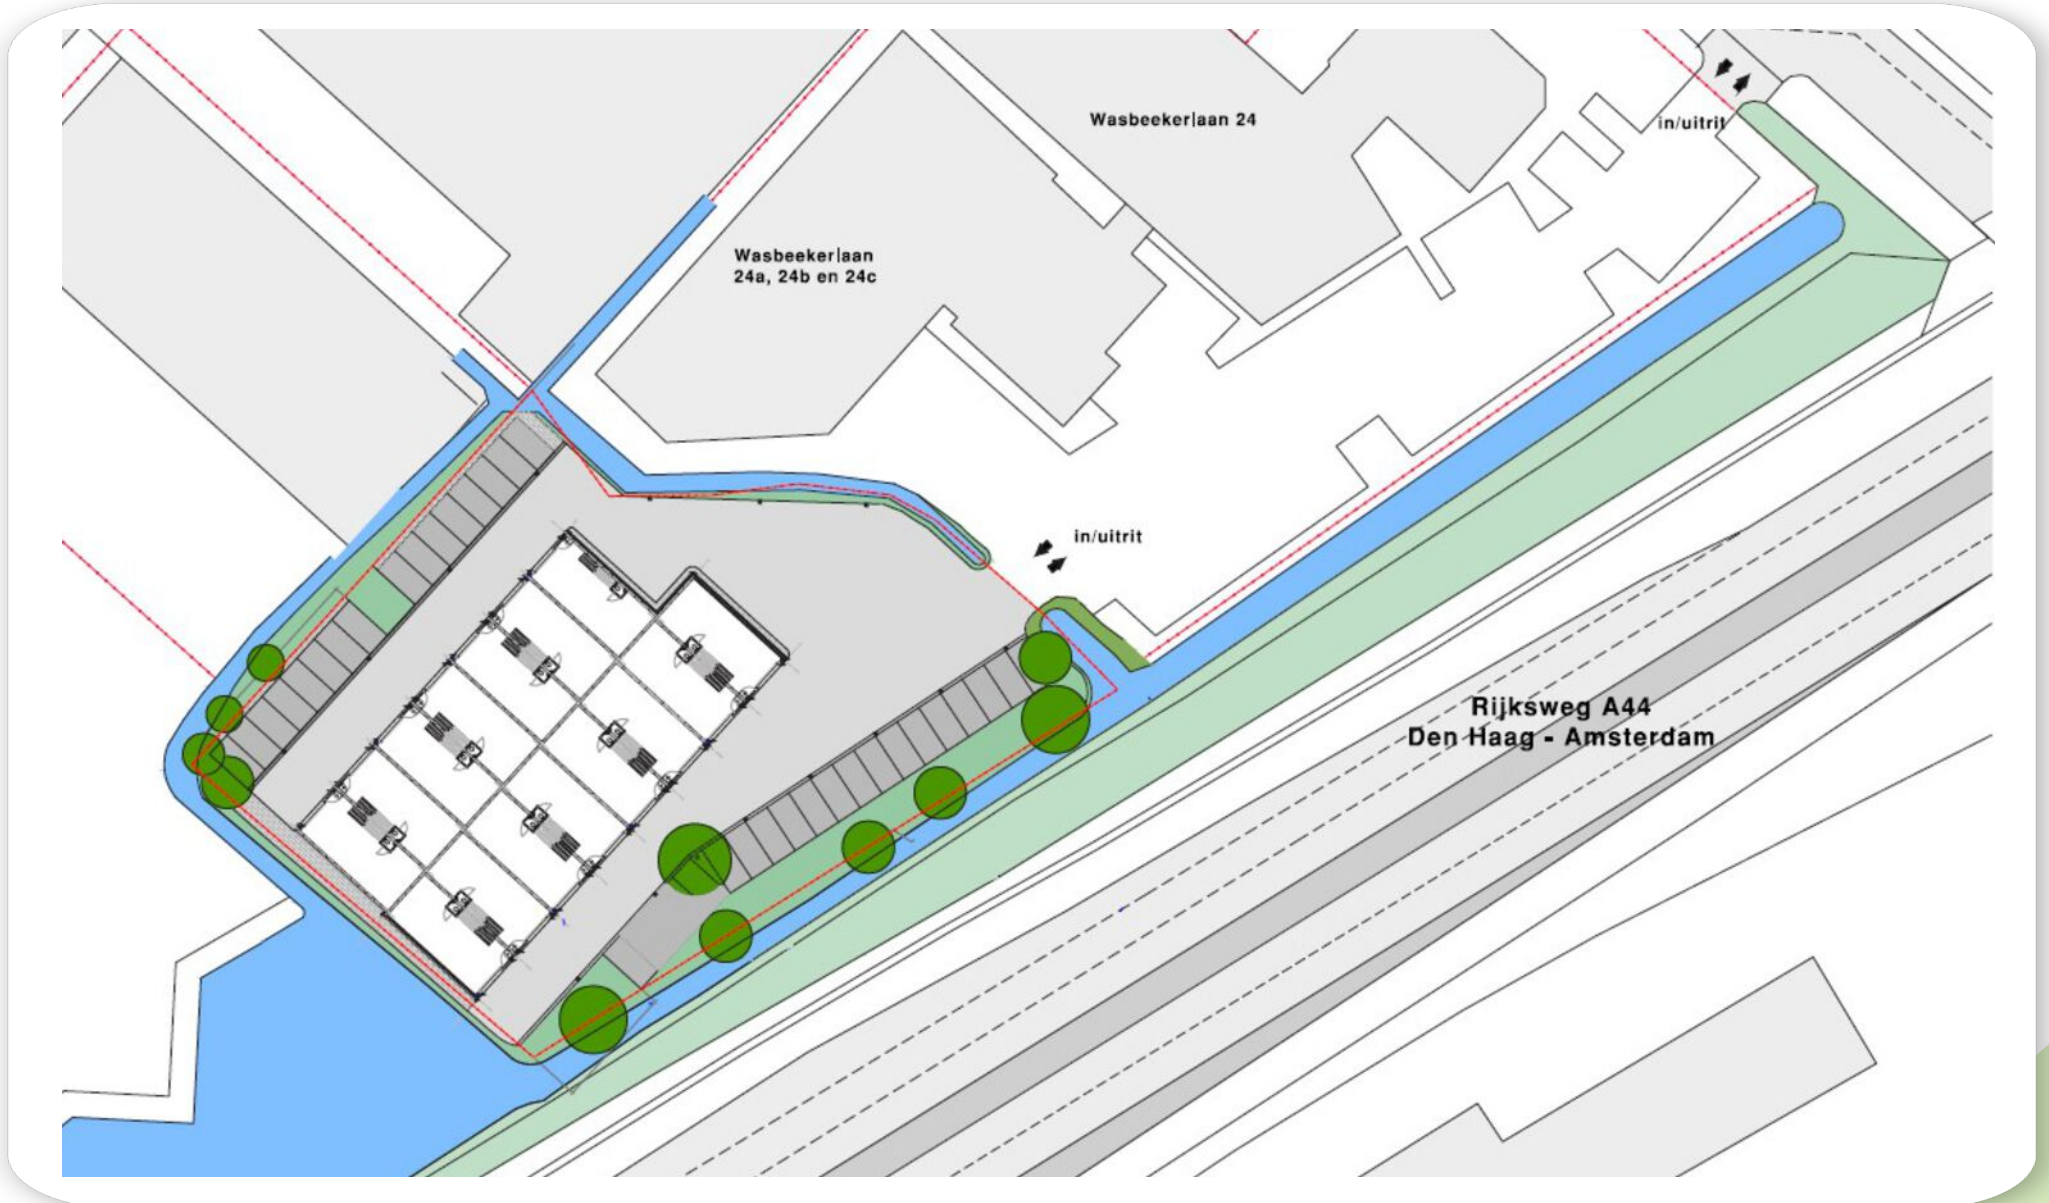 Wasbeekerlaan 24
in/uitrit
Wasbeekerlaan
24a, 24b en 24c
in/uitrit
Rijksweg A44
Den Haag - Amsterdam